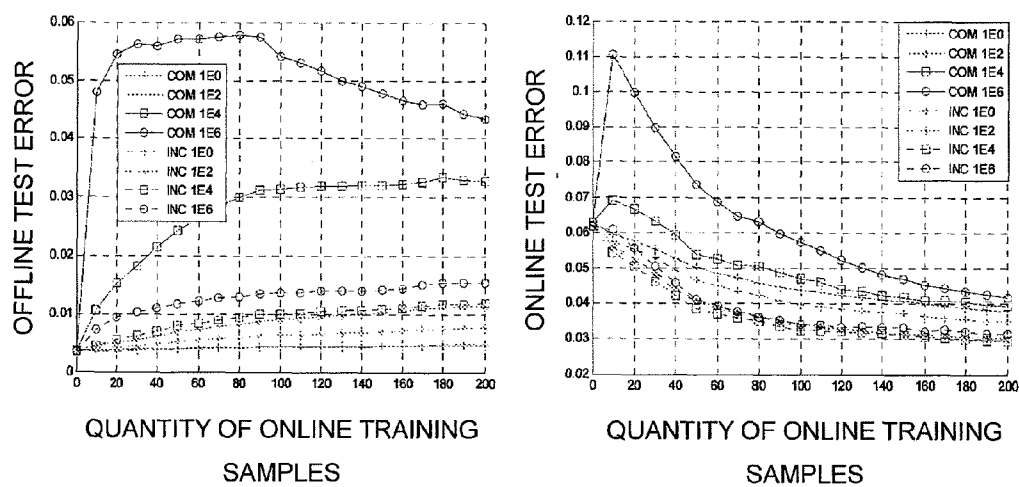 0.06
0.05
0.04
0.03
0.02
0.01
0
OFFLINE TEST ERROR
COM 1E0
COM 1E2
COM 1E4
COM 1E6
INC 1E0
INC 1E2
INC 1E4
INC 1E6
0 20 40 60 80 100 120 140 160 180 200
QUANTITY OF ONLINE TRAINING
SAMPLES
0.12
0.11
0.1
0.09
0.08
0.07
0.06
0.05
0.04
0.03
0.02
ONLINE TEST ERROR
COM 1E0
COM 1E2
COM 1E4
COM 1E6
INC 1E0
INC 1E2
INC 1E4
INC 1E6
0 20 40 60 80 100 120 140 160 180 200
QUANTITY OF ONLINE TRAINING
SAMPLES